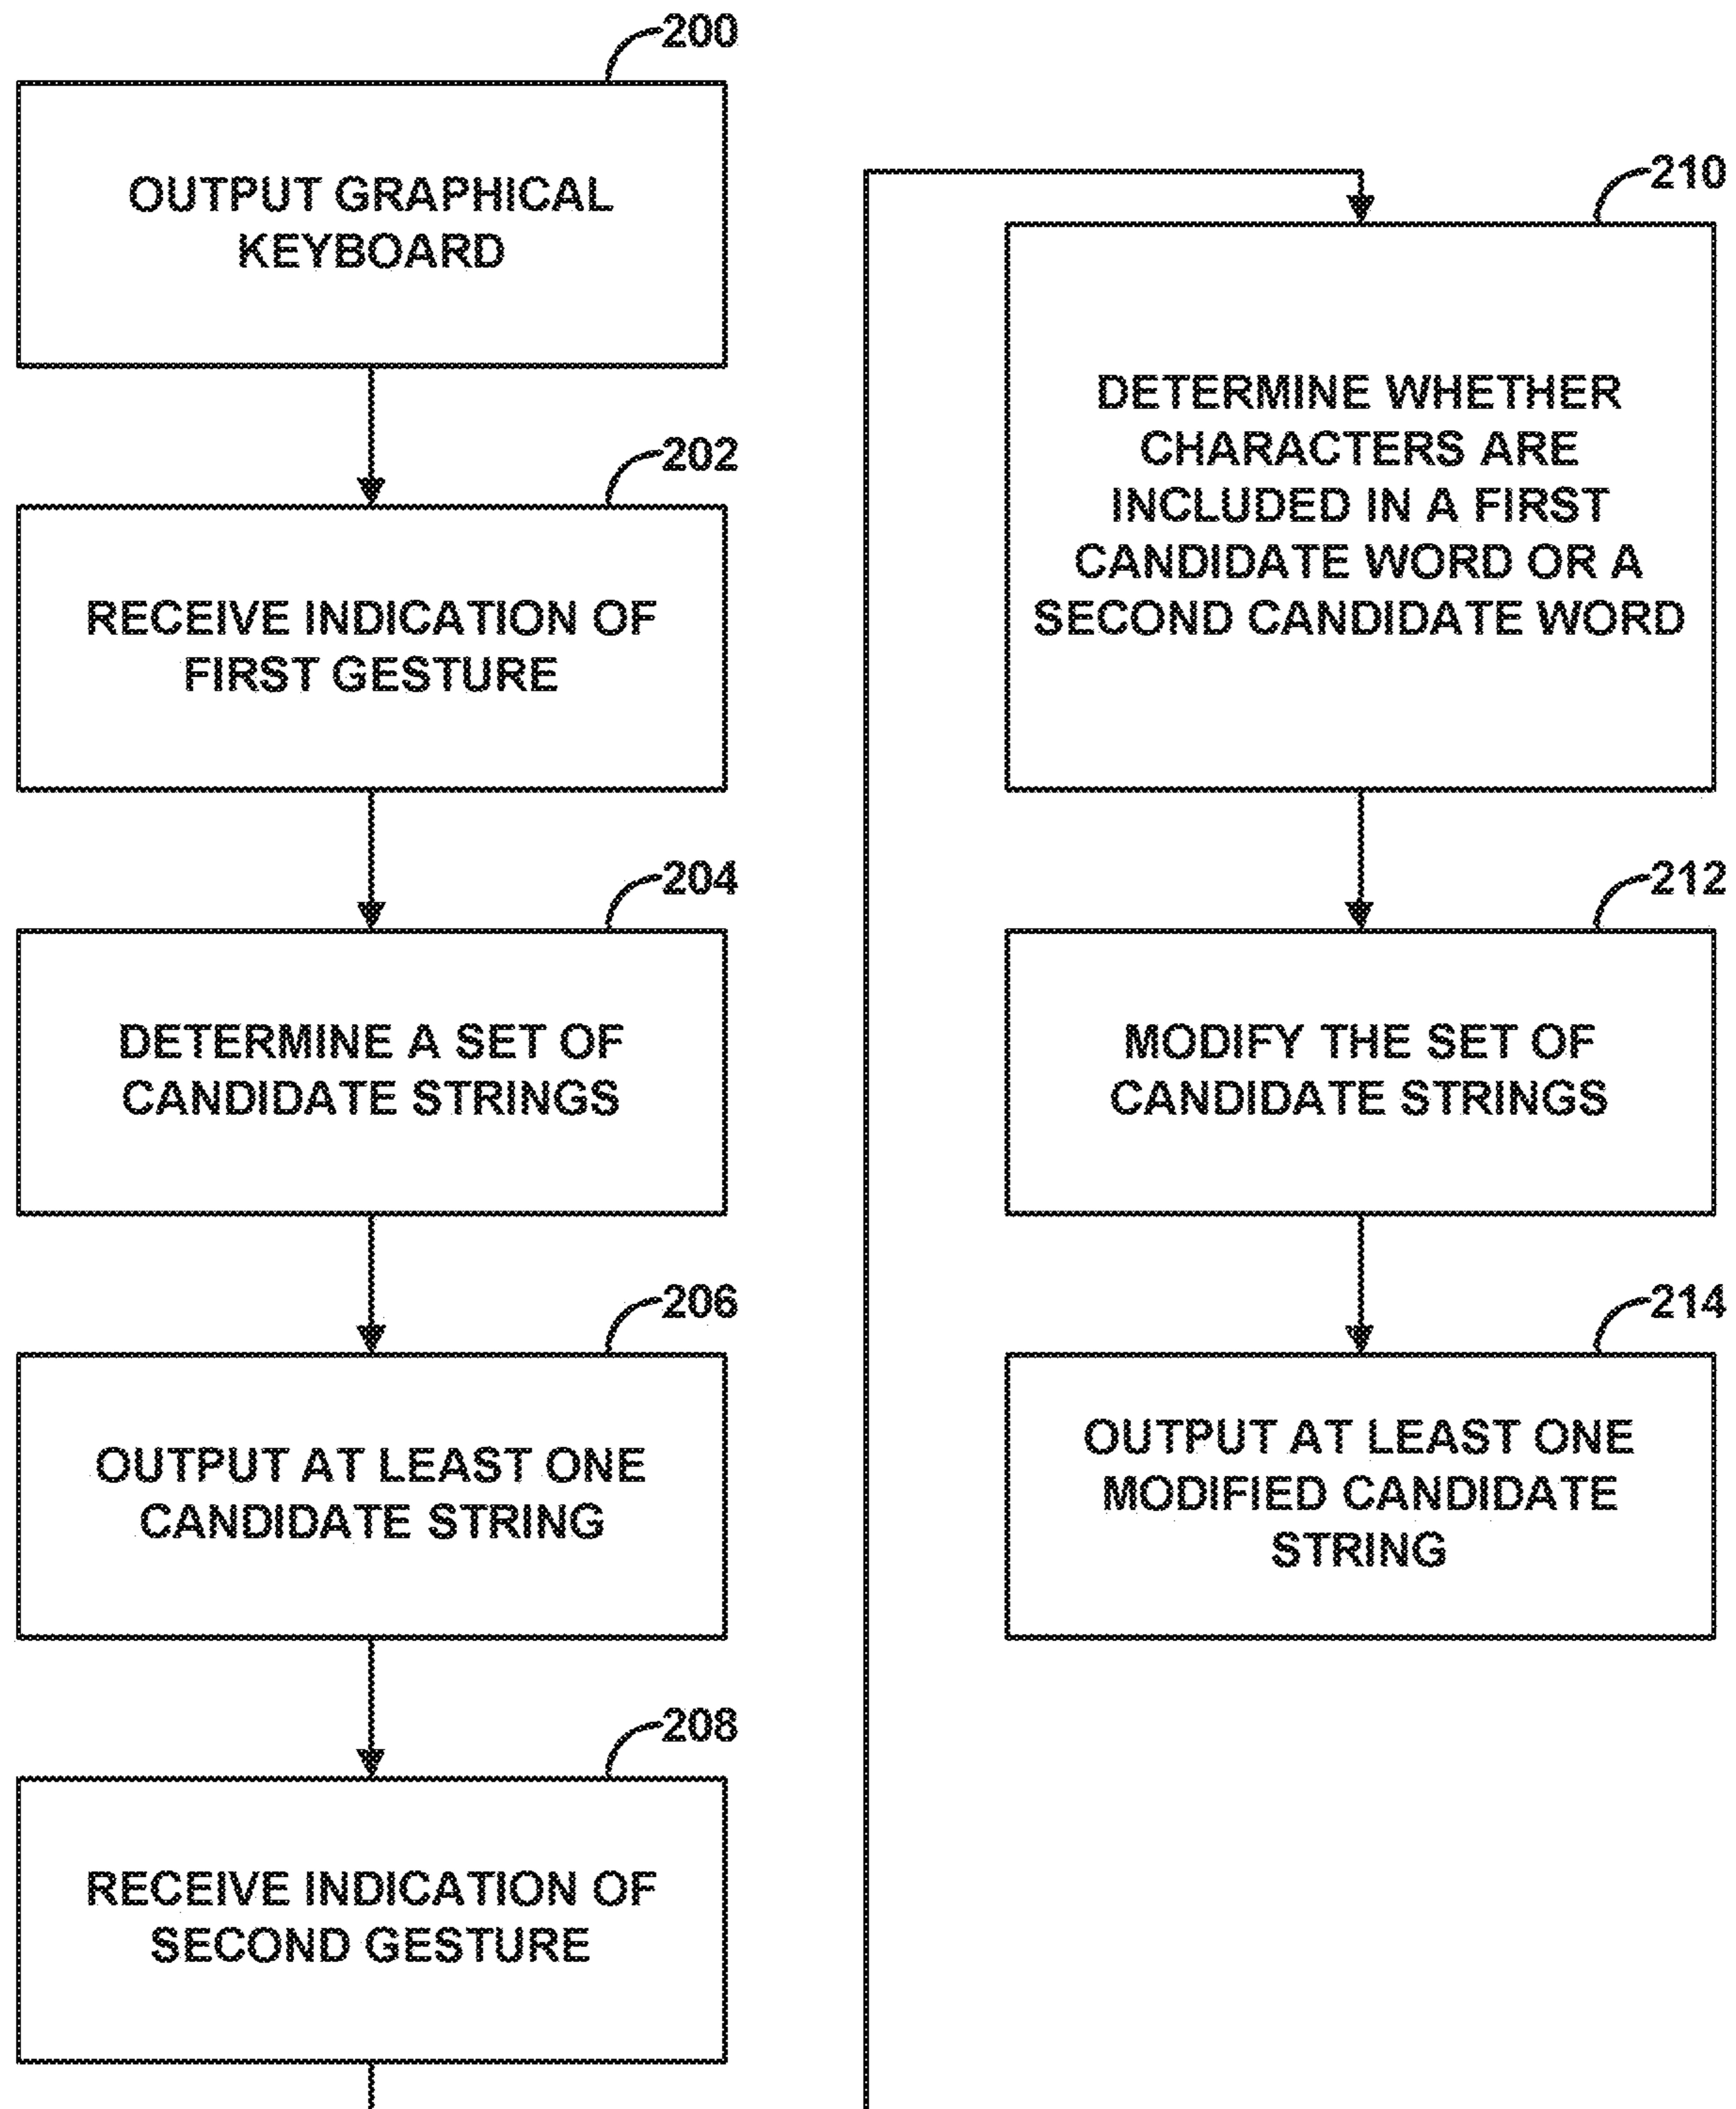 200
OUTPUT GRAPHICAL
KEYBOARD
202
RECEIVE INDICATION OF
FIRST GESTURE
204
DETERMINE A SET OF
CANDIDATE STRINGS
206
OUTPUT AT LEAST ONE
CANDIDATE STRING
208
RECEIVE INDICATION OF
SECOND GESTURE
210
DETERMINE WHETHER
CHARACTERS ARE
INCLUDED IN A FIRST
CANDIDATE WORD OR A
SECOND CANDIDATE WORD
212
MODIFY THE SET OF
CANDIDATE STRINGS
214
OUTPUT AT LEAST ONE
MODIFIED CANDIDATE
STRING